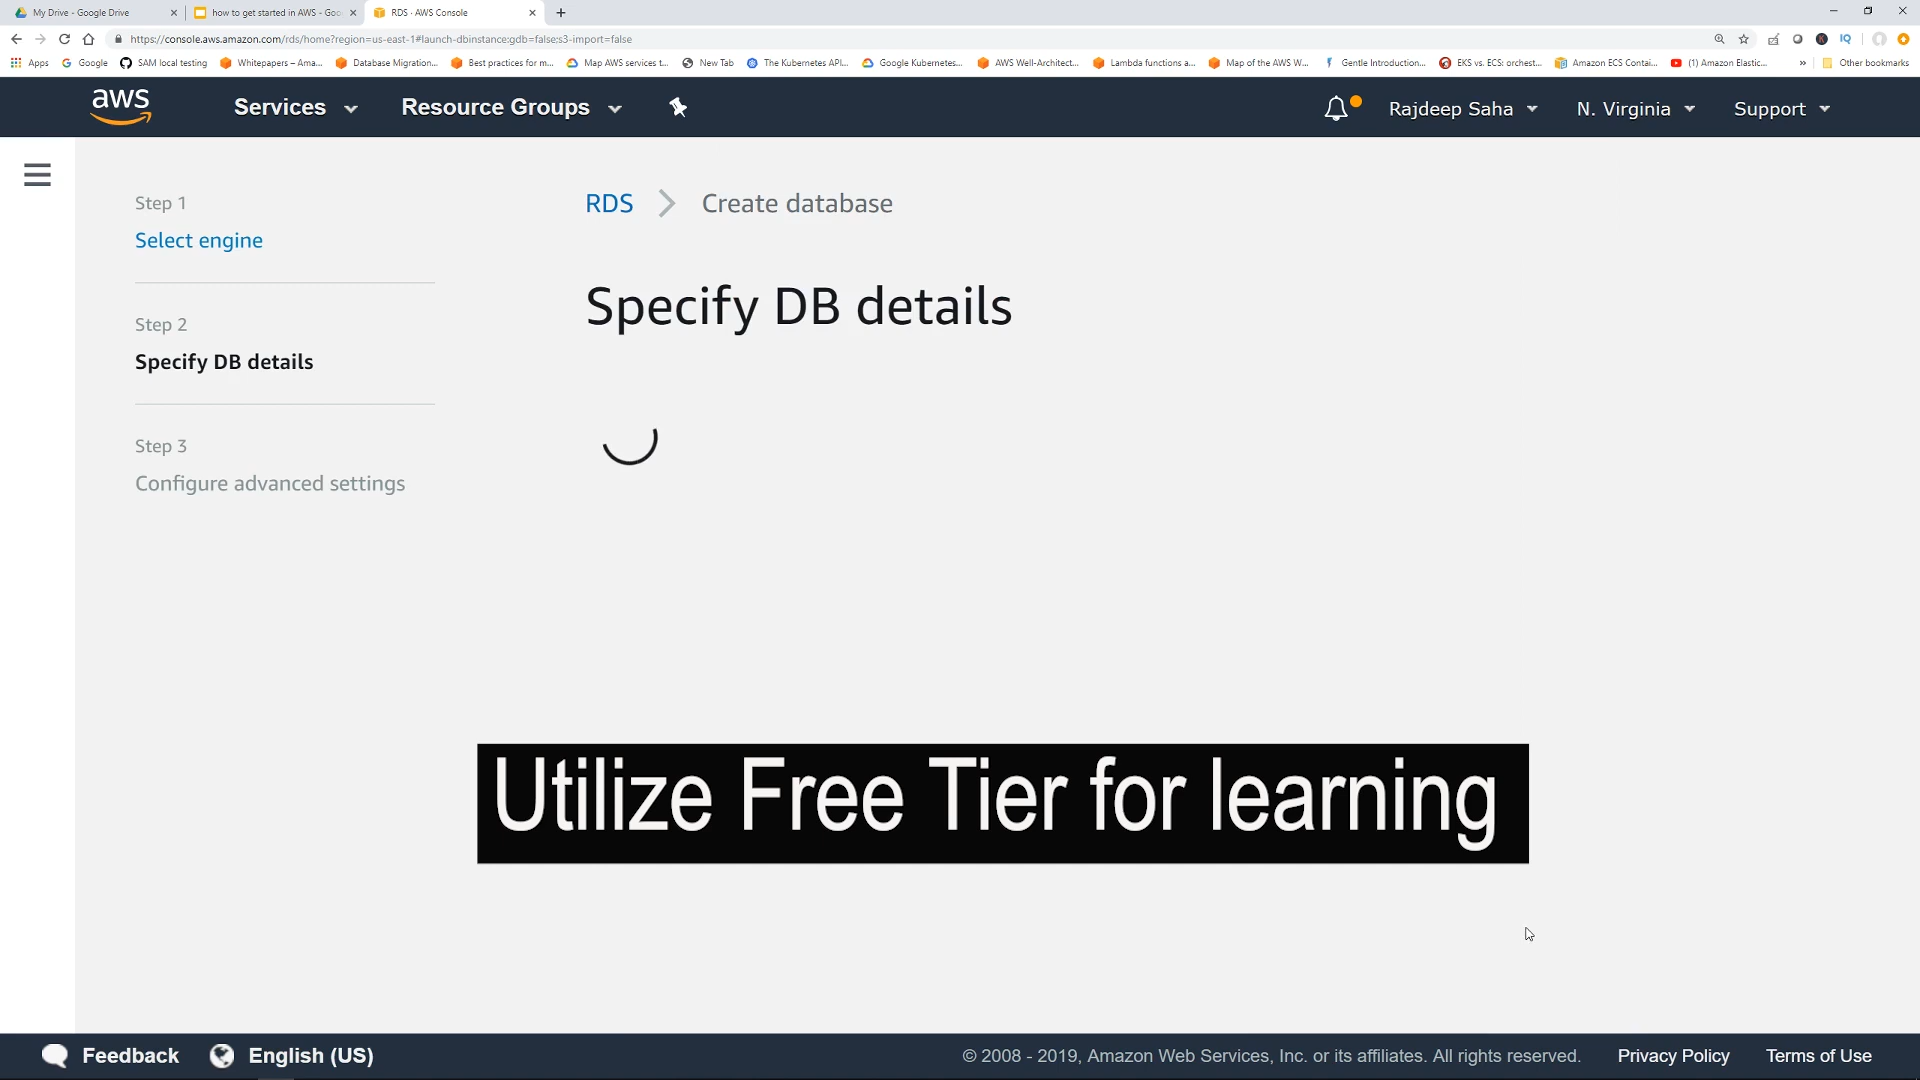 My Drive - Google Drive
how to get started in AWS - Goo
RDS · AWS Console
https://console.aws.amazon.com/rds/home?region=us-east-1#launch-dbinstance:gdb=false;s3-import=false
Apps
Google
SAM local testing
Whitepapers – Ama...
Database Migration...
Best practices for m...
Map AWS services t...
New Tab
The Kubernetes API...
Google Kubernetes...
AWS Well-Architect...
Lambda functions a...
Map of the AWS W...
Gentle Introduction...
EKS vs. ECS: orchest...
Amazon ECS Contai...
(1) Amazon Elastic...
»
Other bookmarks
aws
Services
Resource Groups
Rajdeep Saha
N. Virginia
Support
Step 1
Select engine
Step 2
Specify DB details
Step 3
Configure advanced settings
RDS
Create database
Specify DB details
Utilize Free Tier for learning
Feedback
English (US)
© 2008 - 2019, Amazon Web Services, Inc. or its affiliates. All rights reserved.
Privacy Policy
Terms of Use